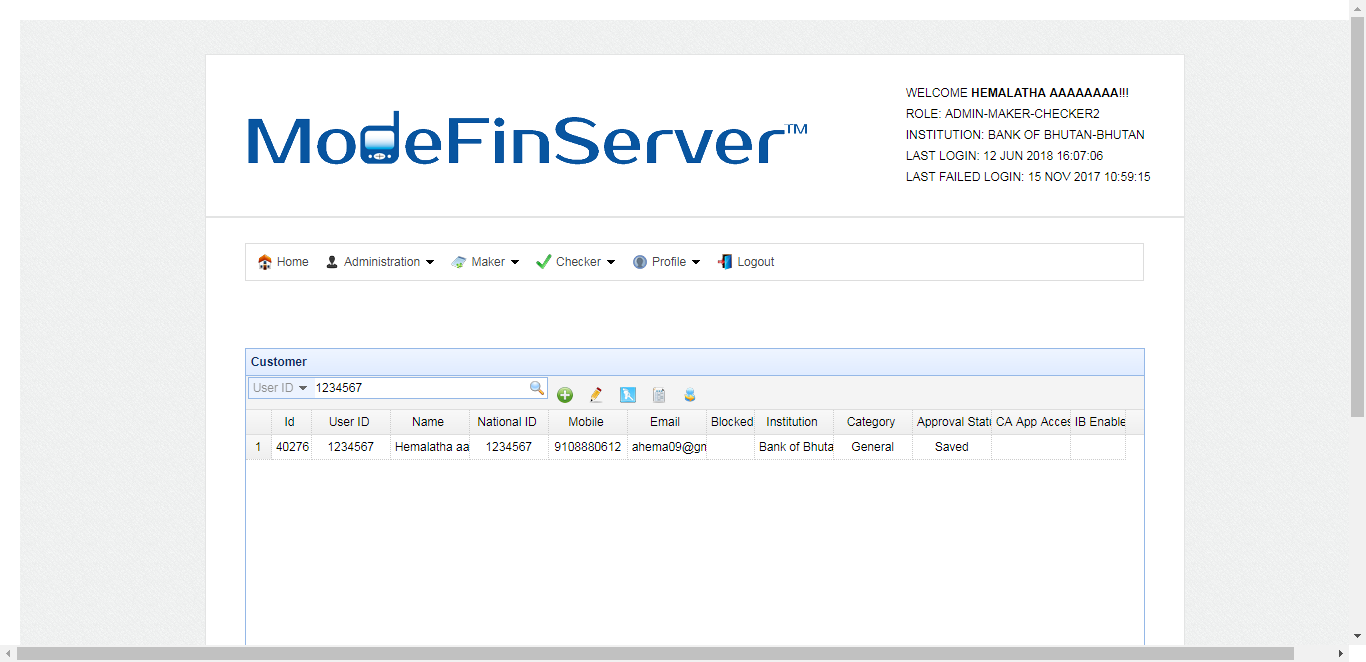 ModeFinServer™
WELCOME HEMALATHA AAAAAAAA!!!
ROLE: ADMIN-MAKER-CHECKER2
INSTITUTION: BANK OF BHUTAN-BHUTAN
LAST LOGIN: 12 JUN 2018 16:07:06
LAST FAILED LOGIN: 15 NOV 2017 10:59:15
Home Administration Maker Checker Profile Logout
Customer
User ID 1234567
Id User ID Name National ID Mobile Email Blocked Institution Category Approval Statu CA App Acces IB Enable
1 40276 1234567 Hemalatha aa 1234567 9108880612 ahema09@gm Bank of Bhuta General Saved